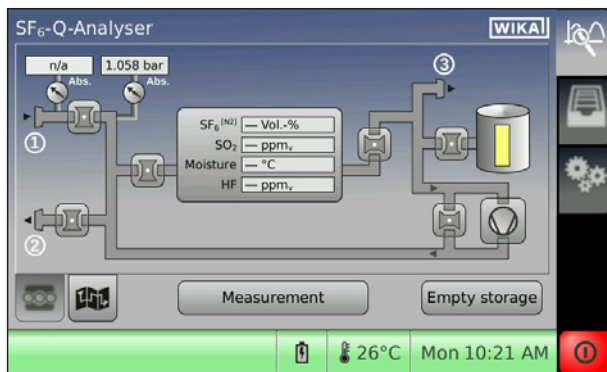 SF₆-Q-Analyser
WIKA
n/a
1.058 bar
Abs.
Abs.
③
①
SF₆ (N2) — Vol.-%
SO₂ — ppmᵥ
Moisture — °C
HF — ppmᵥ
②
Measurement
Empty storage
26°C
Mon 10:21 AM